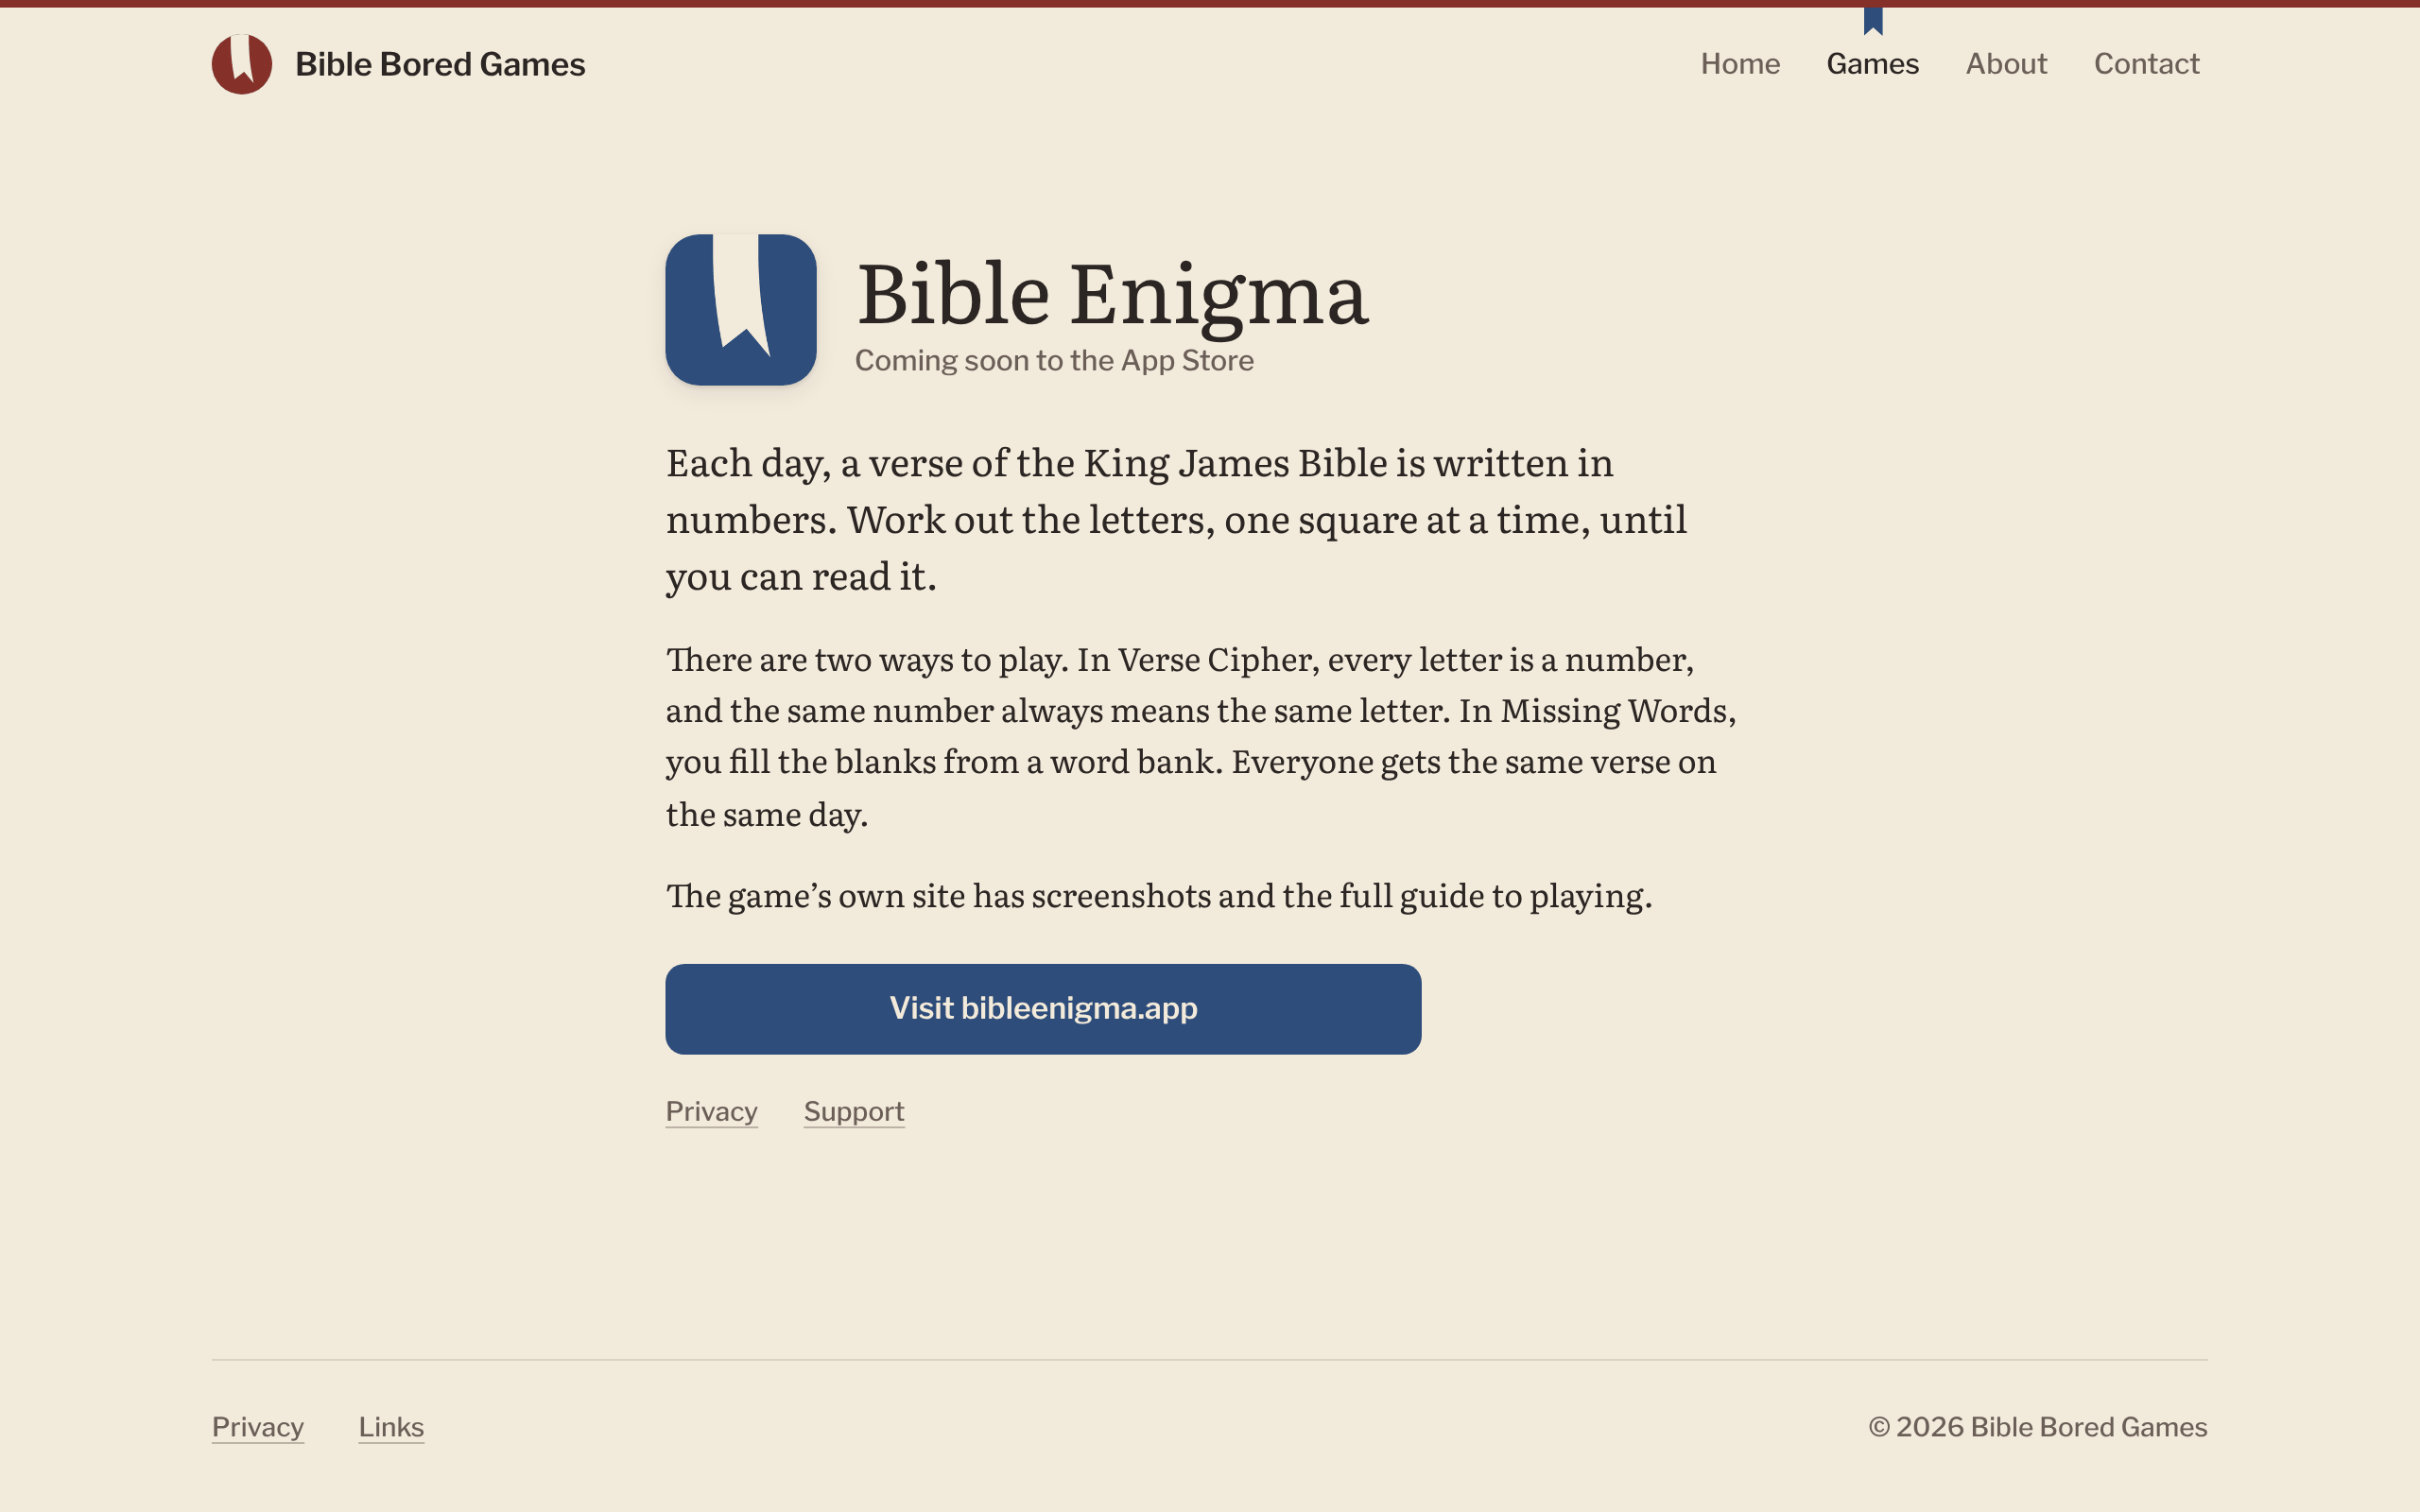 Bible Bored Games
Home
Games
About
Contact
Bible Enigma
Coming soon to the App Store
Each day, a verse of the King James Bible is written in
numbers. Work out the letters, one square at a time, until
you can read it.
There are two ways to play. In Verse Cipher, every letter is a number,
and the same number always means the same letter. In Missing Words,
you fill the blanks from a word bank. Everyone gets the same verse on
the same day.
The game’s own site has screenshots and the full guide to playing.
Visit bibleenigma.app
Privacy
Support
Privacy
Links
© 2026 Bible Bored Games